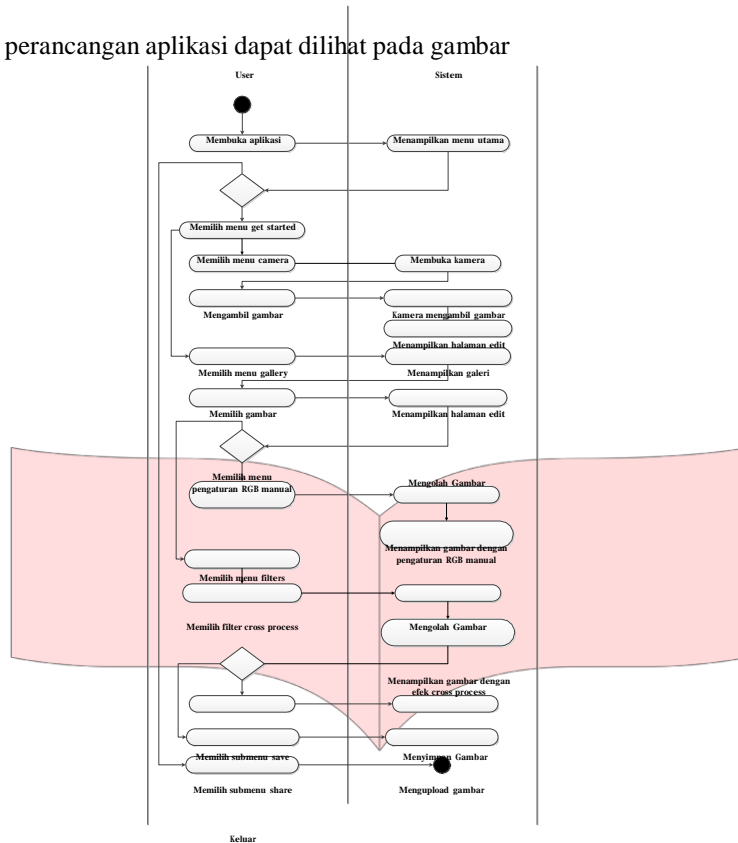 perancangan aplikasi dapat dilihat pada gambar
User
Sistem
Membuka aplikasi
Menampilkan menu utama
Memilih menu get started
Memilih menu camera
Membuka kamera
Mengambil gambar
Kamera mengambil gambar
Menampilkan halaman edit
Memilih menu gallery
Menampilkan galeri
Memilih gambar
Menampilkan halaman edit
Memilih menu
pengaturan RGB manual
Mengolah Gambar
Menampilkan gambar dengan
pengaturan RGB manual
Memilih menu filters
Memilih filter cross process
Mengolah Gambar
Menampilkan gambar dengan
efek cross process
Memilih submenu save
Menyimpan Gambar
Memilih submenu share
Mengupload gambar
Keluar